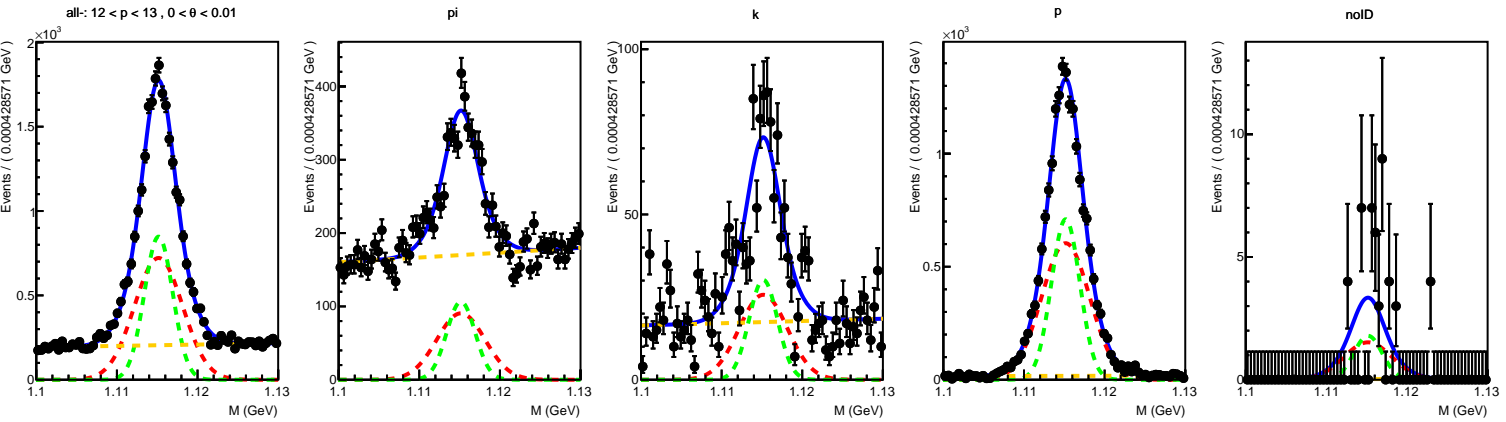 all-: 12 < p < 13 , 0 < θ < 0.01
×10³
Events / ( 0.000428571 GeV )
2
1.5
1
0.5
0
1.1 1.11 1.12 1.13
M (GeV)
pi
Events / ( 0.000428571 GeV )
400
300
200
100
0
1.1 1.11 1.12 1.13
M (GeV)
k
Events / ( 0.000428571 GeV )
100
50
0
1.1 1.11 1.12 1.13
M (GeV)
p
×10³
Events / ( 0.000428571 GeV )
1
0.5
0
1.1 1.11 1.12 1.13
M (GeV)
noID
Events / ( 0.000428571 GeV )
10
5
0
1.1 1.11 1.12 1.13
M (GeV)